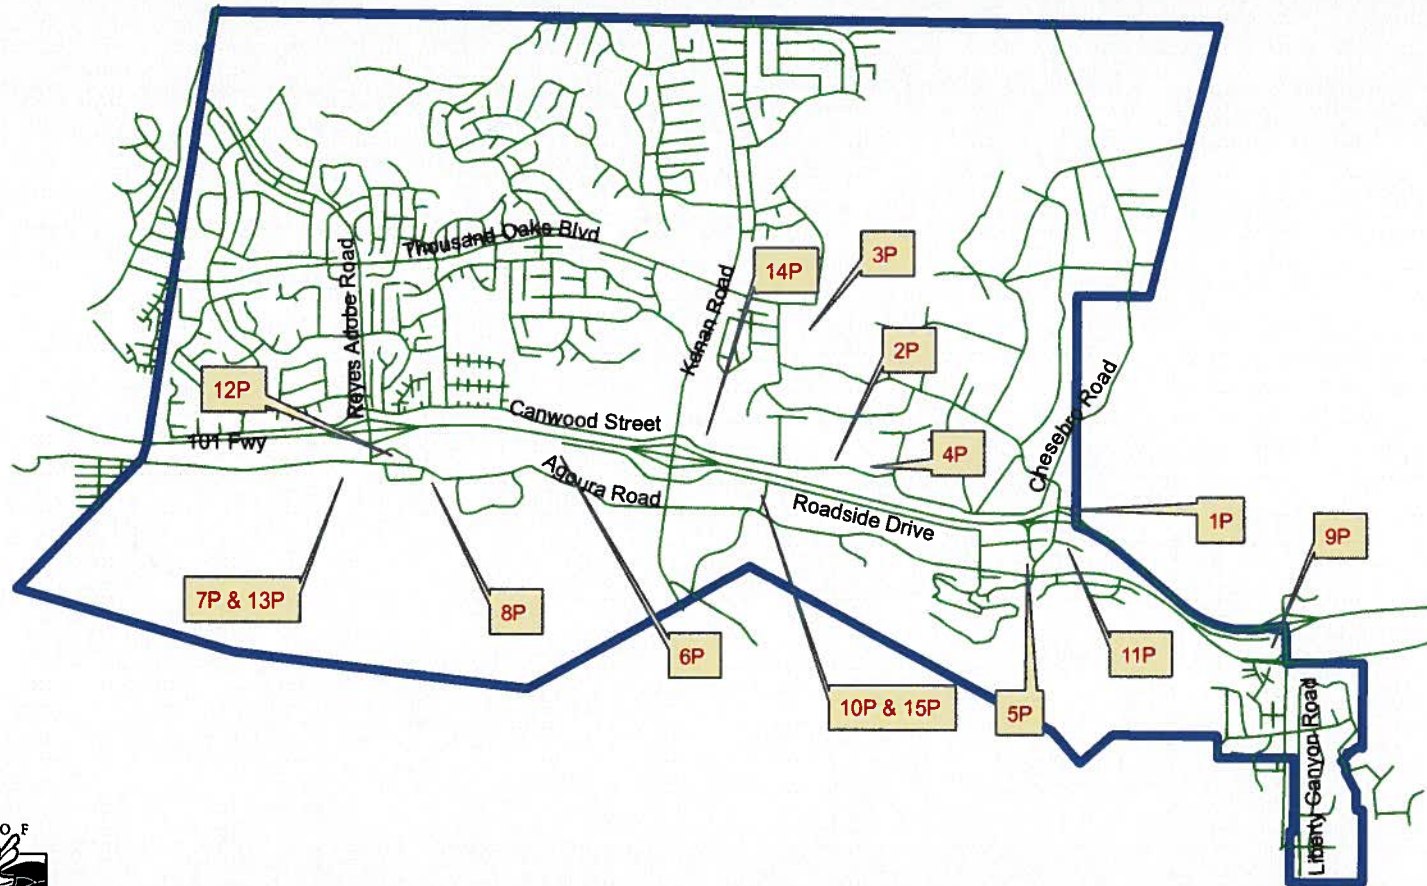 Thousand Oaks Blvd
Reyes Adobe Road
Kanan Road
14P
3P
2P
12P
Canwood Street
101 Fwy
4P
Chesebro Road
Agoura Road
Roadside Drive
1P
9P
7P & 13P
8P
6P
11P
10P & 15P
5P
Liberty Canyon Road
O F